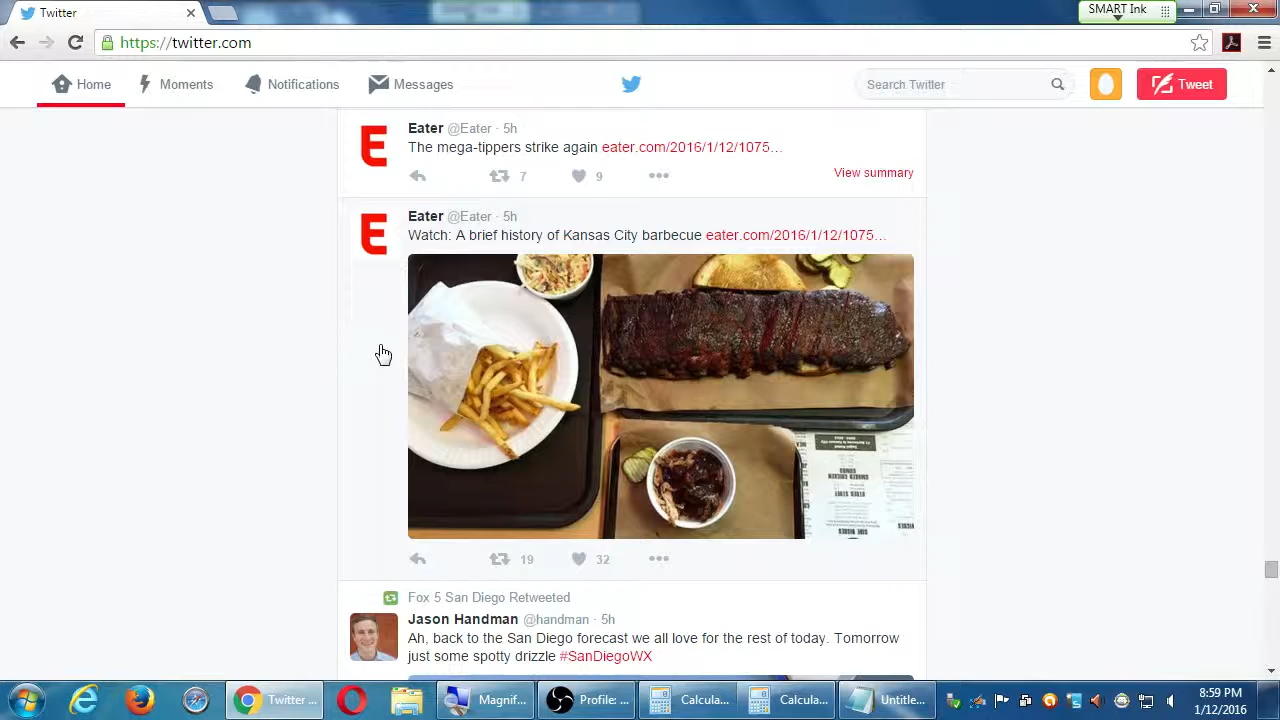 Twitter
SMART Ink
https://twitter.com
Home
Moments
Notifications
Messages
Search Twitter
Tweet
Eater @Eater · 5h
The mega-tippers strike again eater.com/2016/1/12/1075…
7
9
View summary
Eater @Eater · 5h
Watch: A brief history of Kansas City barbecue eater.com/2016/1/12/1075…
19
32
Fox 5 San Diego Retweeted
Jason Handman @handman · 5h
Ah, back to the San Diego forecast we all love for the rest of today. Tomorrow
just some spotty drizzle #SanDiegoWX
Twitter ...
Magnif...
Profile: ...
Calcula...
Calcula...
Untitle...
8:59 PM
1/12/2016